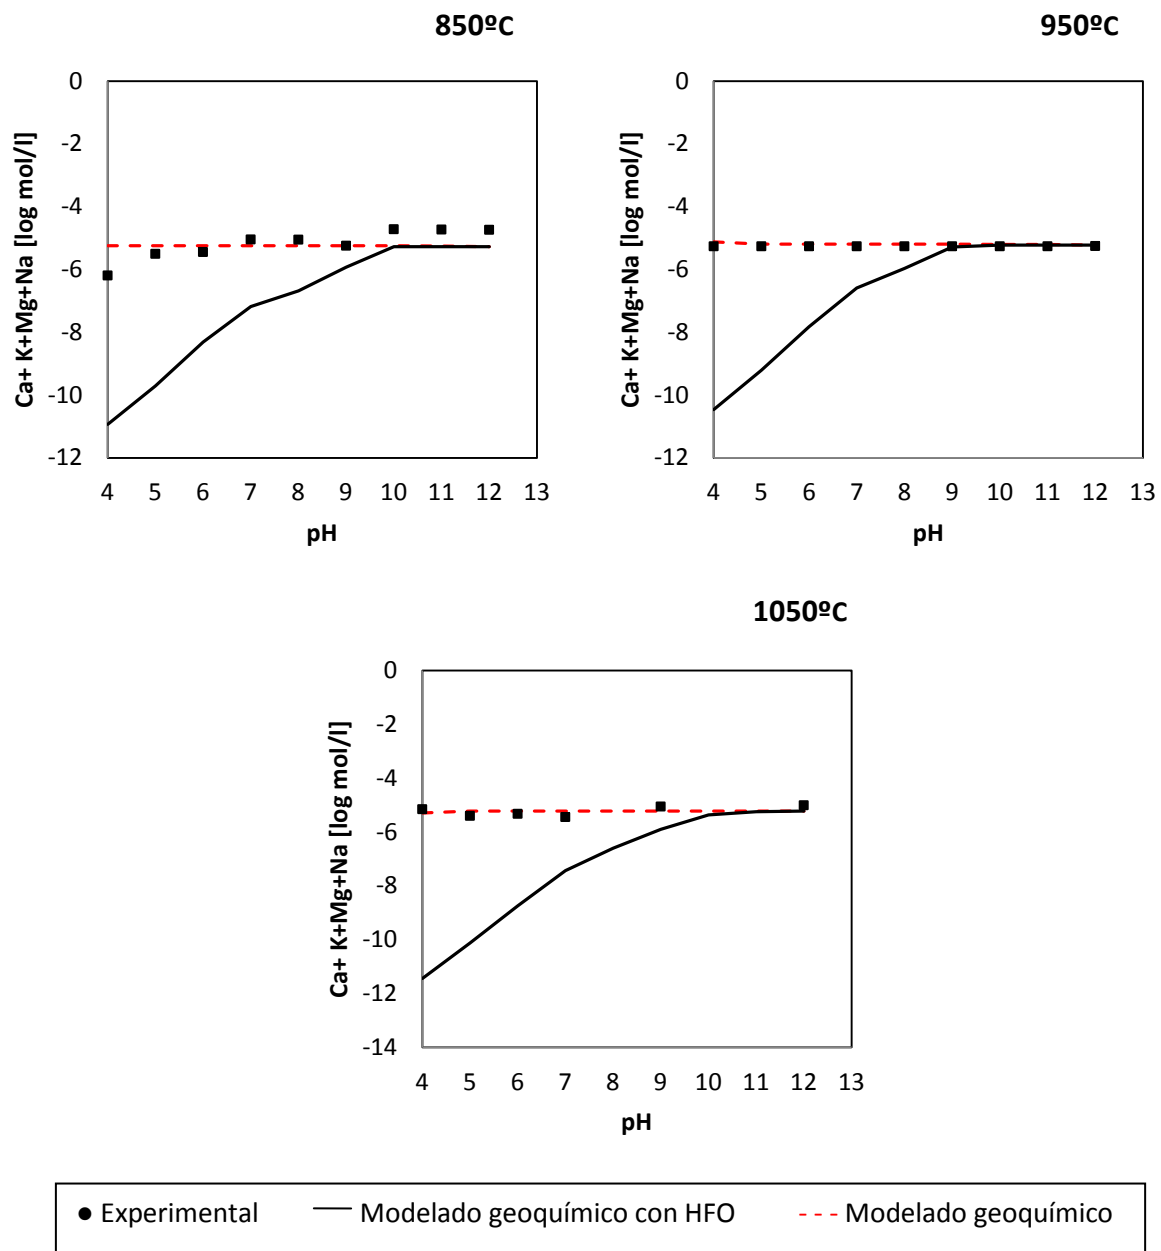 850ºC
0
-2
-4
-6
-8
-10
-12
Ca+ K+Mg+Na [log mol/l]
4 5 6 7 8 9 10 11 12 13
pH
950ºC
0
-2
-4
-6
-8
-10
-12
Ca+ K+Mg+Na [log mol/l]
4 5 6 7 8 9 10 11 12 13
pH
1050ºC
0
-2
-4
-6
-8
-10
-12
-14
Ca+ K+Mg+Na [log mol/l]
4 5 6 7 8 9 10 11 12 13
pH
Experimental Modelado geoquímico con HFO Modelado geoquímico